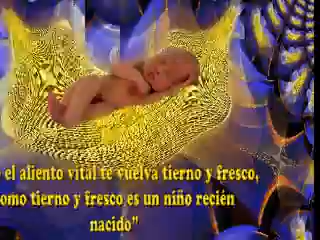 el aliento vital te vuelva tierno y fresco,
omo tierno y fresco es un niño recién
nacido"